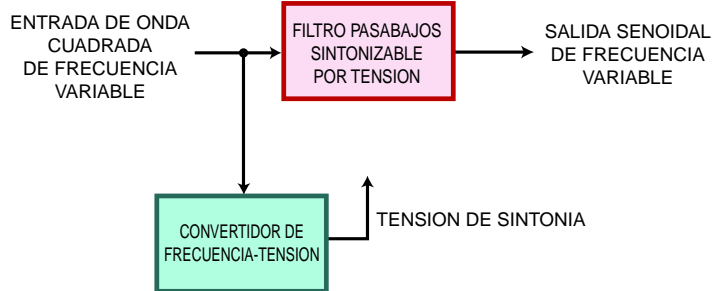 ENTRADA DE ONDA
CUADRADA
DE FRECUENCIA
VARIABLE
FILTRO PASABAJOS
SINTONIZABLE
POR TENSION
SALIDA SENOIDAL
DE FRECUENCIA
VARIABLE
CONVERTIDOR DE
FRECUENCIA-TENSION
TENSION DE SINTONIA